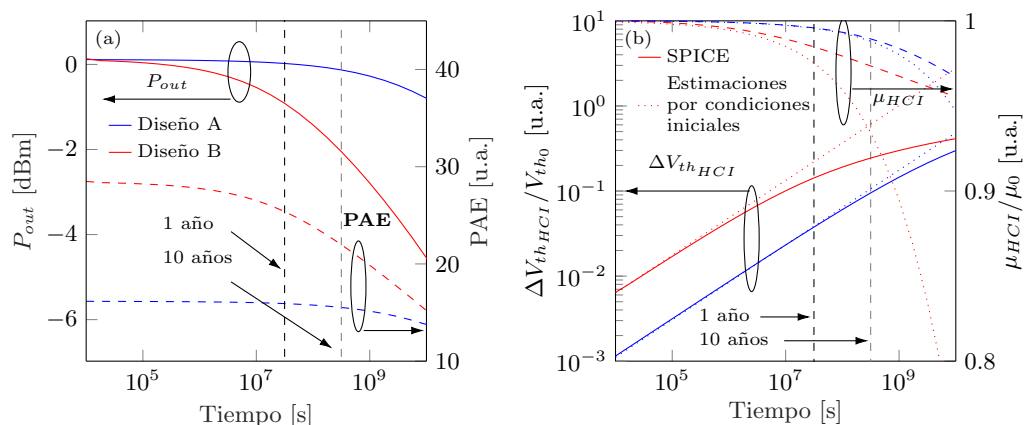 (a)
P_out
Diseño A
Diseño B
1 año
10 años
PAE
0
−2
−4
−6
P_out [dBm]
40
30
20
10
PAE [u.a.]
10^5
10^7
10^9
Tiempo [s]
(b)
SPICE
Estimaciones
por condiciones
iniciales
μ_HCI
ΔV_th_HCI
1 año
10 años
10^1
10^0
10^−1
10^−2
10^−3
ΔV_th_HCI/V_th_0 [u.a.]
1
0.9
0.8
μ_HCI/μ_0 [u.a.]
10^5
10^7
10^9
Tiempo [s]